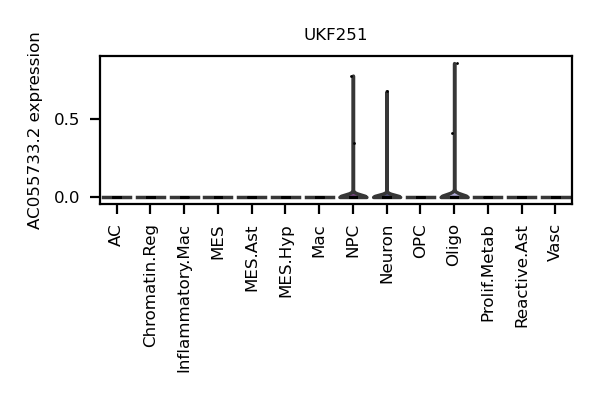 UKF251
AC055733.2 expression
0.5
0.0
AC
Chromatin.Reg
Inflammatory.Mac
MES
MES.Ast
MES.Hyp
Mac
NPC
Neuron
OPC
Oligo
Prolif.Metab
Reactive.Ast
Vasc